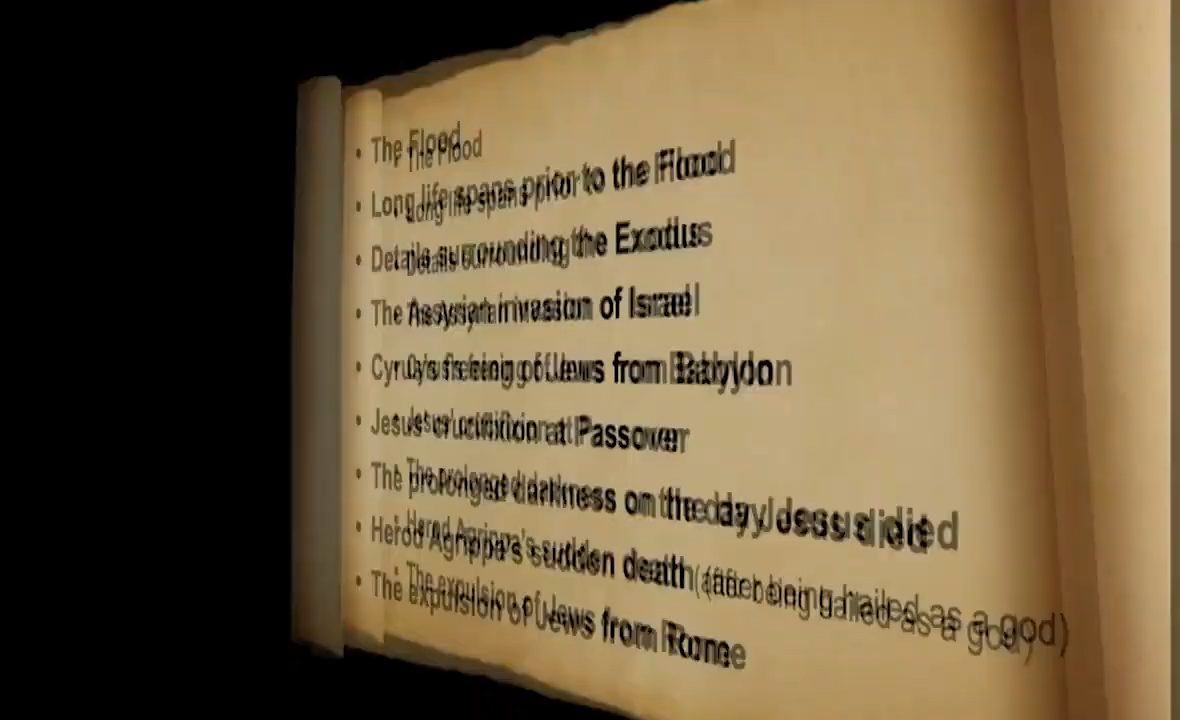 • The Flood
• Long life spans prior to the Flood
• Details surrounding the Exodus
• The Assyrian invasion of Israel
• Cyrus's freeing of Jews from Babylon
• Jesus' crucifixion at Passover
• The prolonged darkness on the day Jesus died
• Herod Agrippa's sudden death (after being hailed as a god)
• The expulsion of Jews from Rome